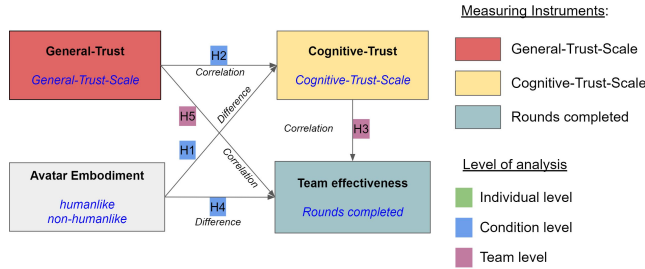 Measuring Instruments:
General-Trust
General-Trust-Scale
H2
Correlation
Cognitive-Trust
Cognitive-Trust-Scale
General-Trust-Scale
Cognitive-Trust-Scale
Rounds completed
H5
Difference
H1
Correlation
Correlation
H3
Avatar Embodiment
humanlike
non-humanlike
H4
Difference
Team effectiveness
Rounds completed
Level of analysis
Individual level
Condition level
Team level